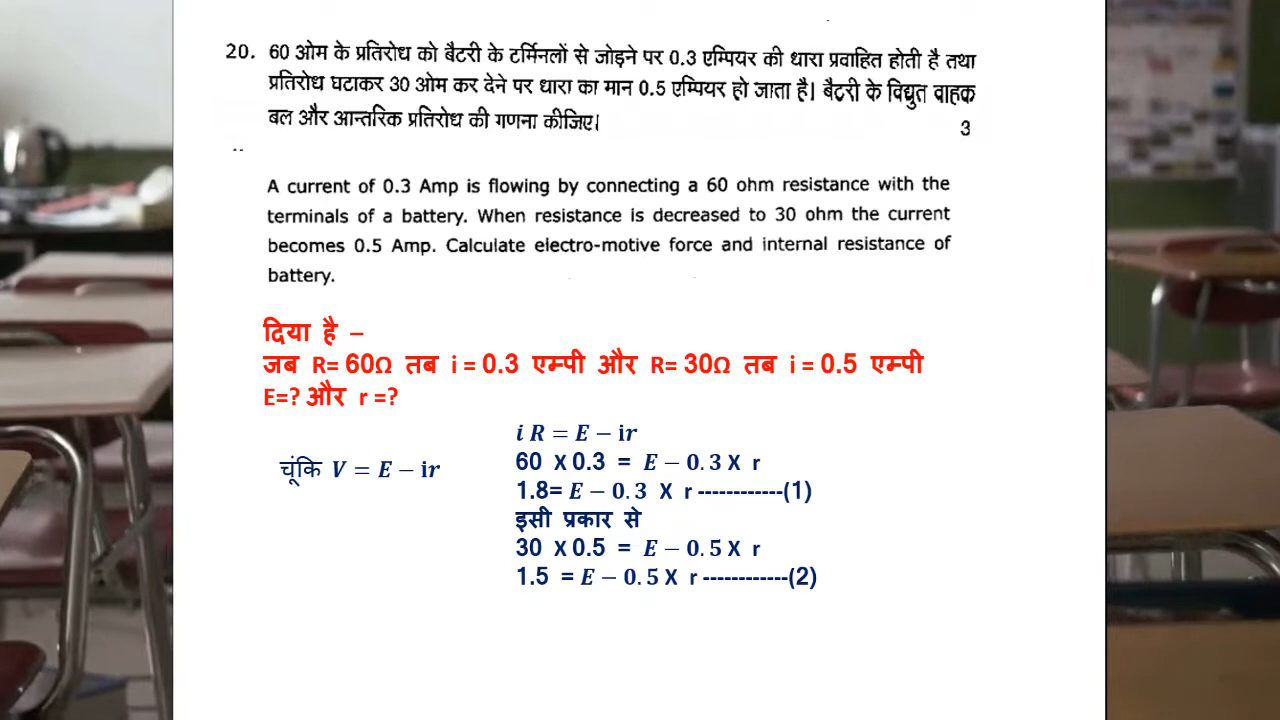 20. 60 ओम के प्रतिरोध को बैटरी के टर्मिनलों से जोड़ने पर 0.3 एम्पियर की धारा प्रवाहित होती है तथा
प्रतिरोध घटाकर 30 ओम कर देने पर धारा का मान 0.5 एम्पियर हो जाता है। बैटरी के विद्युत वाहक
बल और आन्तरिक प्रतिरोध की गणना कीजिए।
3
A current of 0.3 Amp is flowing by connecting a 60 ohm resistance with the
terminals of a battery. When resistance is decreased to 30 ohm the current
becomes 0.5 Amp. Calculate electro-motive force and internal resistance of
battery.
दिया है –
जब R= 60Ω तब i = 0.3 एम्पी और R= 30Ω तब i = 0.5 एम्पी
E=? और r =?
चूंकि V = E − ir
i R = E − ir
60 X 0.3 = E − 0.3 X r
1.8= E − 0.3 X r ------------(1)
इसी प्रकार से
30 X 0.5 = E − 0.5 X r
1.5 = E − 0.5 X r ------------(2)